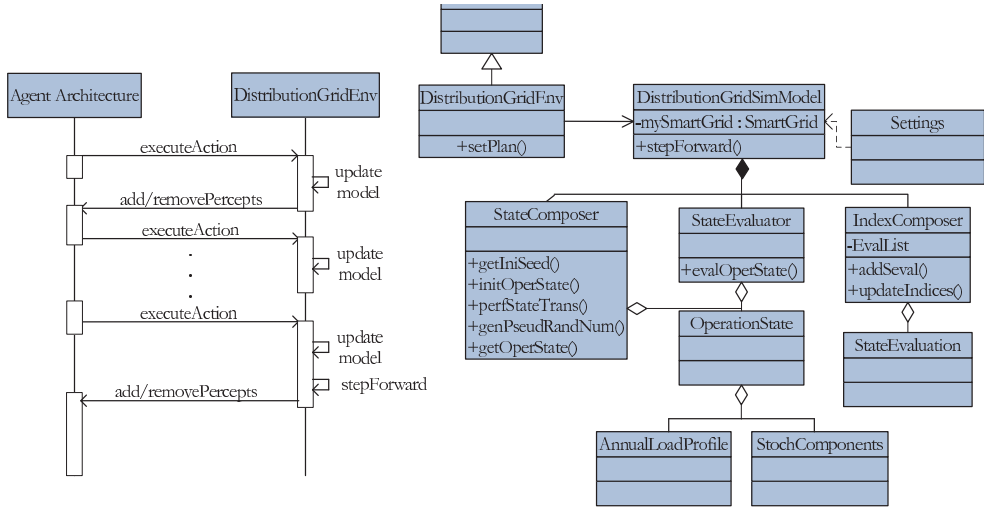 Agent Architecture
DistributionGridEnv
executeAction
update
model
add/removePercepts
executeAction
update
model
.
.
.
executeAction
update
model
stepForward
add/removePercepts
DistributionGridEnv
+setPlan()
DistributionGridSimModel
-mySmartGrid : SmartGrid
+stepForward()
Settings
StateComposer
+getIniSeed()
+initOperState()
+perfStateTrans()
+genPseudRandNum()
+getOperState()
StateEvaluator
+evalOperState()
IndexComposer
-EvalList
+addSeval()
+updateIndices()
OperationState
StateEvaluation
AnnualLoadProfile
StochComponents